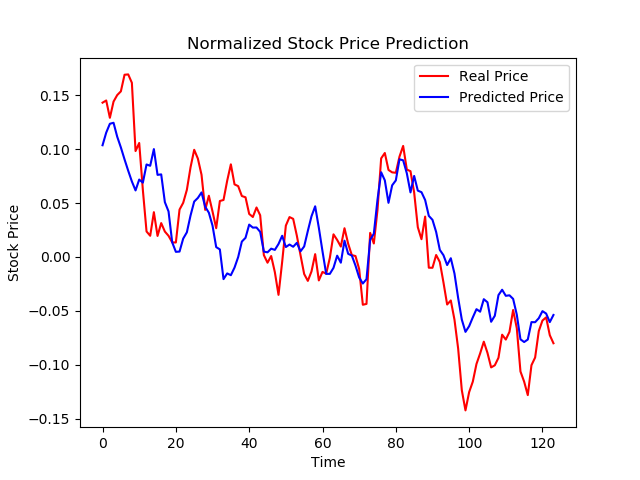 Normalized Stock Price Prediction
Real Price
Predicted Price
0.15
0.10
0.05
0.00
−0.05
−0.10
−0.15
Stock Price
0 20 40 60 80 100 120
Time